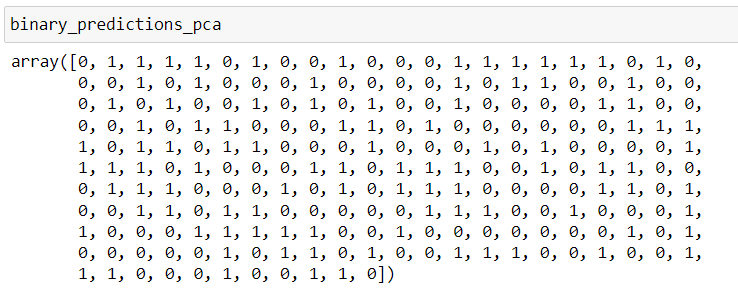 binary_predictions_pca
array([0, 1, 1, 1, 1, 0, 1, 0, 0, 1, 0, 0, 0, 1, 1, 1, 1, 1, 1, 0, 1, 0,
0, 0, 1, 0, 1, 0, 0, 0, 1, 0, 0, 0, 0, 1, 0, 1, 1, 0, 0, 1, 0, 0,
0, 1, 0, 1, 0, 0, 1, 0, 1, 0, 1, 0, 0, 1, 0, 0, 0, 0, 1, 1, 0, 0,
0, 0, 1, 0, 1, 1, 0, 0, 0, 1, 1, 0, 1, 0, 0, 0, 0, 0, 0, 1, 1, 1,
1, 0, 1, 1, 0, 1, 1, 0, 0, 0, 1, 0, 0, 0, 1, 0, 1, 0, 0, 0, 0, 1,
1, 1, 1, 0, 1, 0, 0, 0, 1, 1, 0, 1, 1, 1, 0, 0, 1, 0, 1, 1, 0, 0,
0, 1, 1, 1, 0, 0, 0, 1, 0, 1, 0, 1, 1, 1, 0, 0, 0, 0, 1, 1, 0, 1,
0, 0, 1, 1, 0, 1, 1, 0, 0, 0, 0, 0, 1, 1, 1, 0, 0, 1, 0, 0, 0, 1,
1, 0, 0, 0, 1, 1, 1, 1, 1, 0, 0, 1, 0, 0, 0, 0, 0, 0, 0, 1, 0, 1,
0, 0, 0, 0, 0, 1, 0, 1, 1, 0, 1, 0, 0, 1, 1, 1, 0, 0, 1, 0, 0, 1,
1, 1, 0, 0, 0, 1, 0, 0, 1, 1, 0])